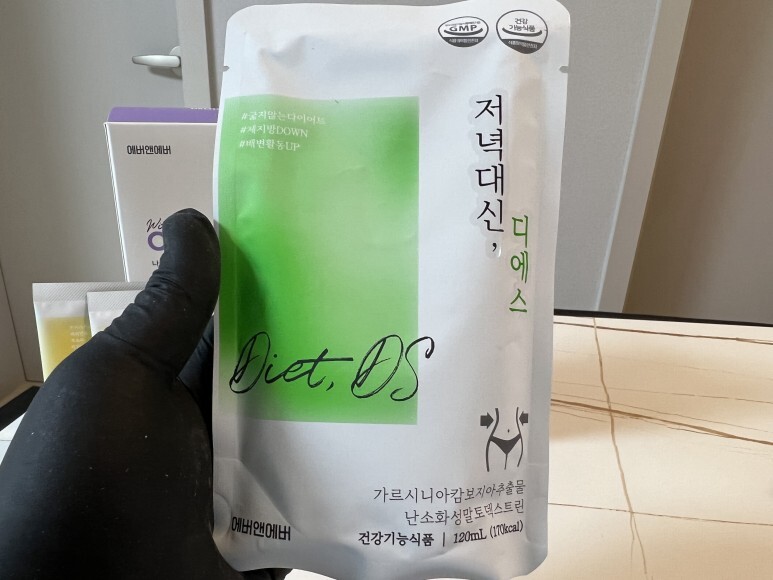 GMP
건강
기능식품
#굶지않는다이어트
#체지방DOWN
#배변활동UP
저녁대신,
디에스
에버앤에버
Diet, DS
가르시니아캄보지아추출물
난소화성말토덱스트린
에버앤에버
건강기능식품 | 120mL (170kcal)